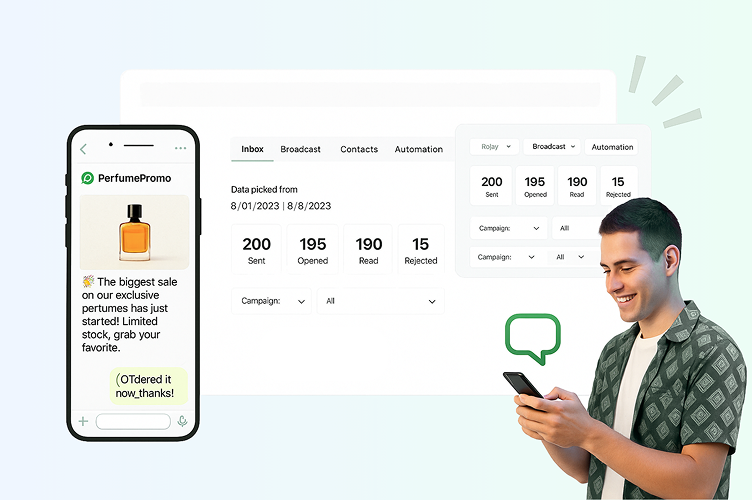 PerfumePromo
🎉 The biggest sale
on our exclusive
perfumes has just
started! Limited
stock, grab your
favorite.
(OTdered it
now_thanks!
Inbox Broadcast Contacts Automation
Data picked from
8/01/2023 | 8/8/2023
200 195 190 15
Sent Opened Read Rejected
Campaign: All
Rojay Broadcast Automation
200 195 190 15
Sent Opened Read Rejected
Campaign: All
Campaign: All